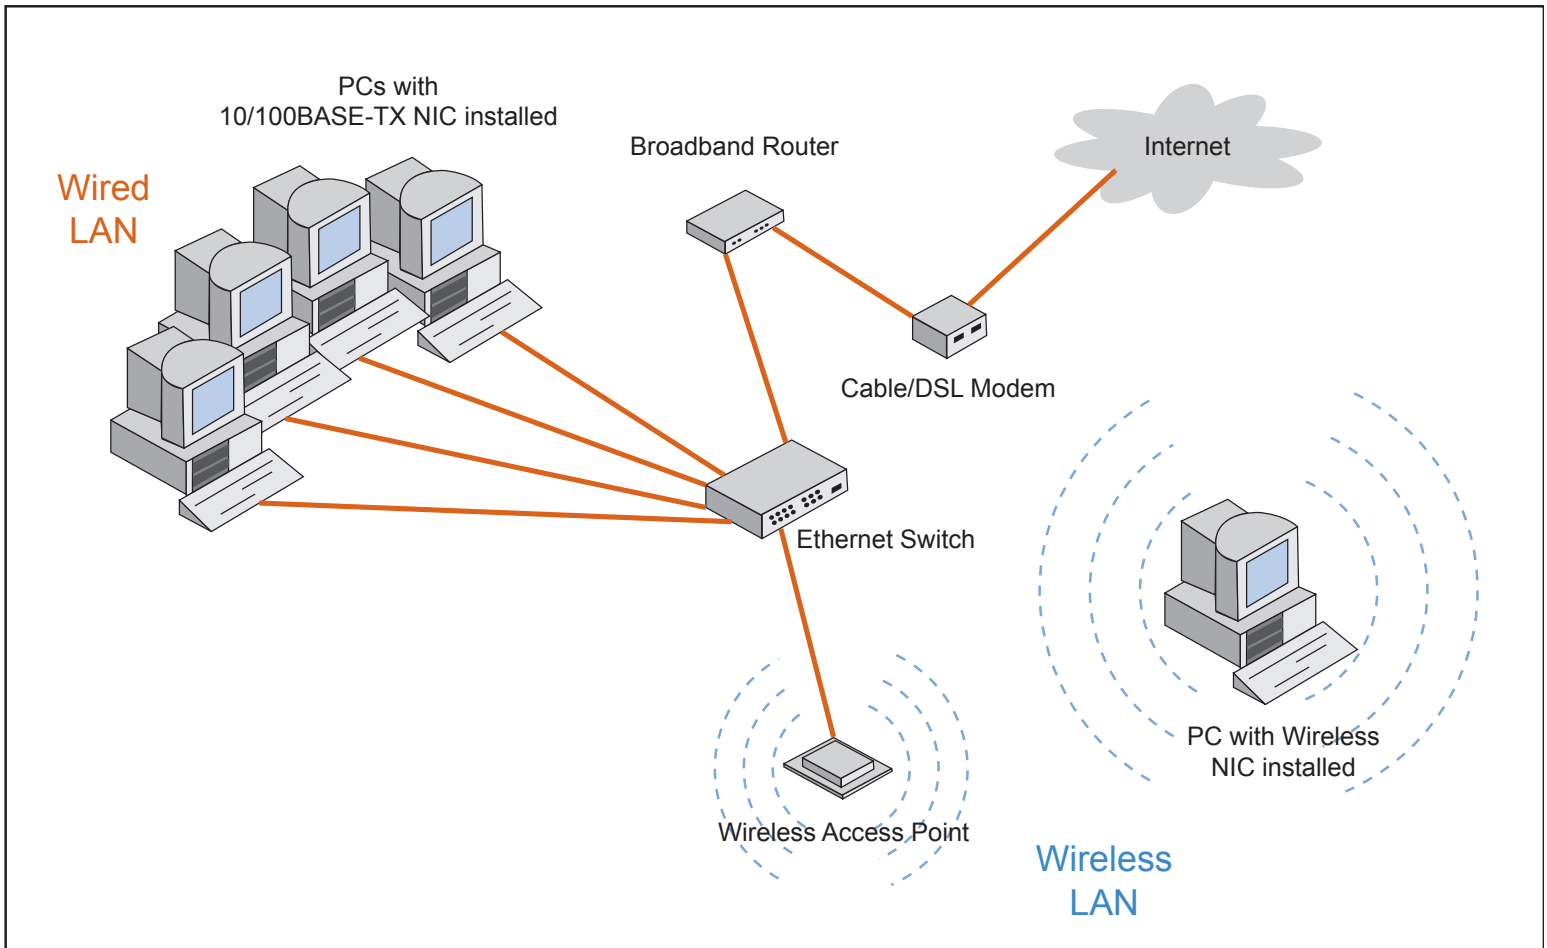 PCs with
10/100BASE-TX NIC installed
Wired
LAN
Broadband Router
Internet
Cable/DSL Modem
Ethernet Switch
PC with Wireless
NIC installed
Wireless Access Point
Wireless
LAN